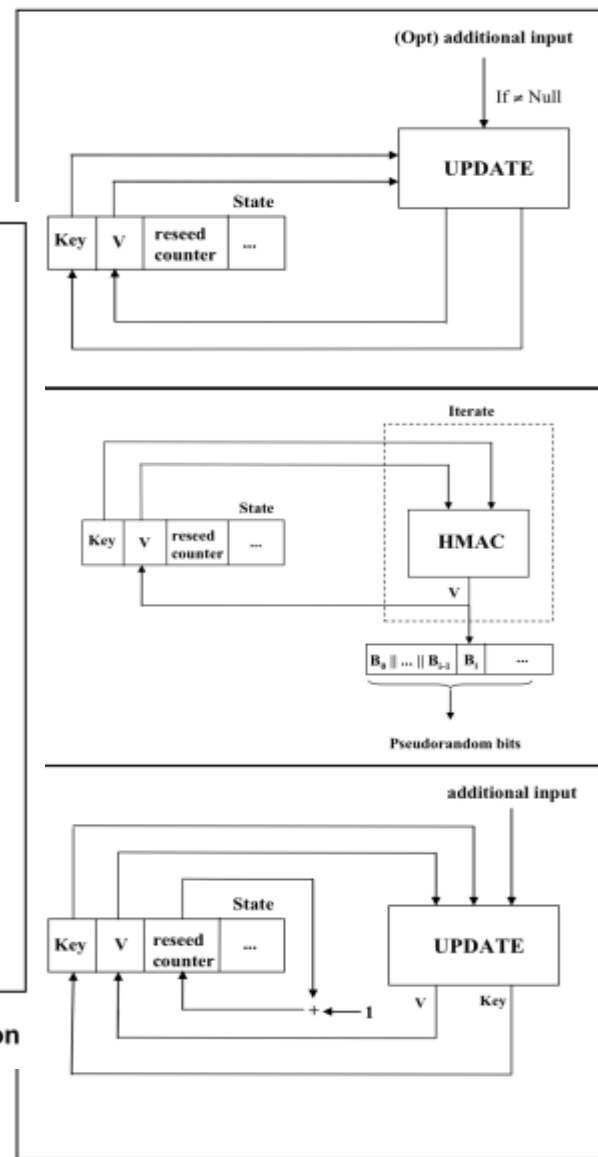 (Opt) additional input
If ≠ Null
UPDATE
State
Key V reseed counter ...
Iterate
State
Key V reseed counter ...
HMAC
V
B0 || ... || Bi-1 Bi ...
Pseudorandom bits
additional input
State
Key V reseed counter ...
UPDATE
V Key
+ 1
on